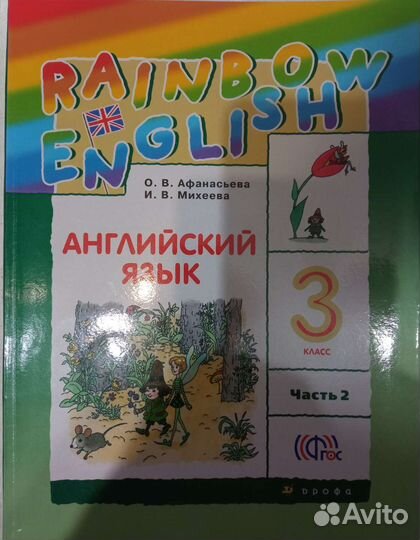 RAINBOW
ENGLISH
О. В. Афанасьева
И. В. Михеева
АНГЛИЙСКИЙ
ЯЗЫК
3
КЛАСС
Часть 2
ФГОС
ДРОФА
Avito